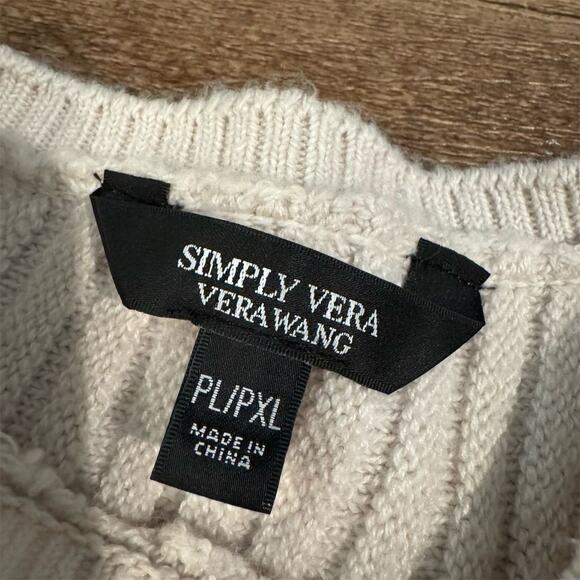 SIMPLY VERA
VERA WANG
PL/PXL
MADE IN
CHINA